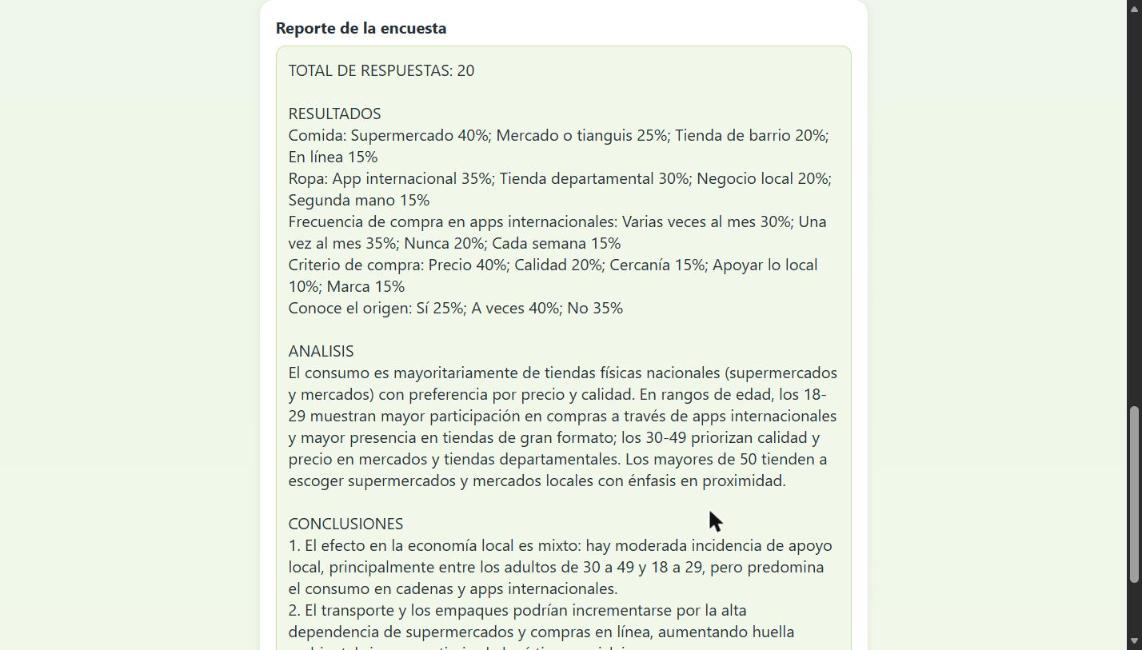 Reporte de la encuesta
TOTAL DE RESPUESTAS: 20
RESULTADOS
Comida: Supermercado 40%; Mercado o tianguis 25%; Tienda de barrio 20%;
En línea 15%
Ropa: App internacional 35%; Tienda departamental 30%; Negocio local 20%;
Segunda mano 15%
Frecuencia de compra en apps internacionales: Varias veces al mes 30%; Una
vez al mes 35%; Nunca 20%; Cada semana 15%
Criterio de compra: Precio 40%; Calidad 20%; Cercanía 15%; Apoyar lo local
10%; Marca 15%
Conoce el origen: Sí 25%; A veces 40%; No 35%
ANALISIS
El consumo es mayoritariamente de tiendas físicas nacionales (supermercados
y mercados) con preferencia por precio y calidad. En rangos de edad, los 18-
29 muestran mayor participación en compras a través de apps internacionales
y mayor presencia en tiendas de gran formato; los 30-49 priorizan calidad y
precio en mercados y tiendas departamentales. Los mayores de 50 tienden a
escoger supermercados y mercados locales con énfasis en proximidad.
CONCLUSIONES
1. El efecto en la economía local es mixto: hay moderada incidencia de apoyo
local, principalmente entre los adultos de 30 a 49 y 18 a 29, pero predomina
el consumo en cadenas y apps internacionales.
2. El transporte y los empaques podrían incrementarse por la alta
dependencia de supermercados y compras en línea, aumentando huella